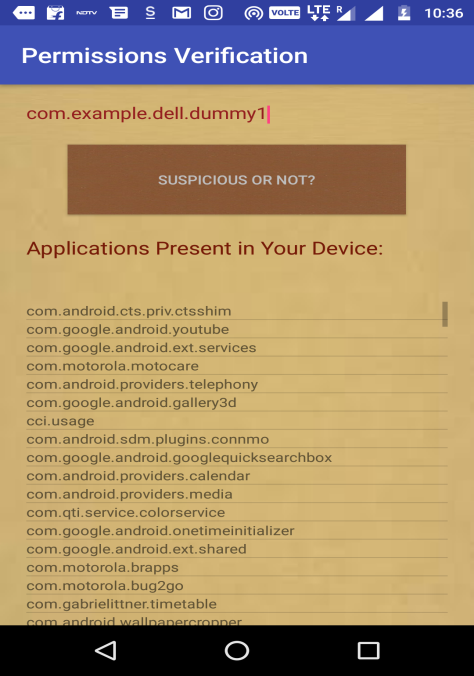 NDTV
S
VOLTE
LTE
R
10:36
Permissions Verification
com.example.dell.dummy1
SUSPICIOUS OR NOT?
Applications Present in Your Device:
com.android.cts.priv.ctsshim
com.google.android.youtube
com.google.android.ext.services
com.motorola.motocare
com.android.providers.telephony
com.google.android.gallery3d
cci.usage
com.android.sdm.plugins.connmo
com.google.android.googlequicksearchbox
com.android.providers.calendar
com.android.providers.media
com.qti.service.colorservice
com.google.android.onetimeinitializer
com.google.android.ext.shared
com.motorola.brapps
com.motorola.bug2go
com.gabrielittner.timetable
com.android.wallpapercropper